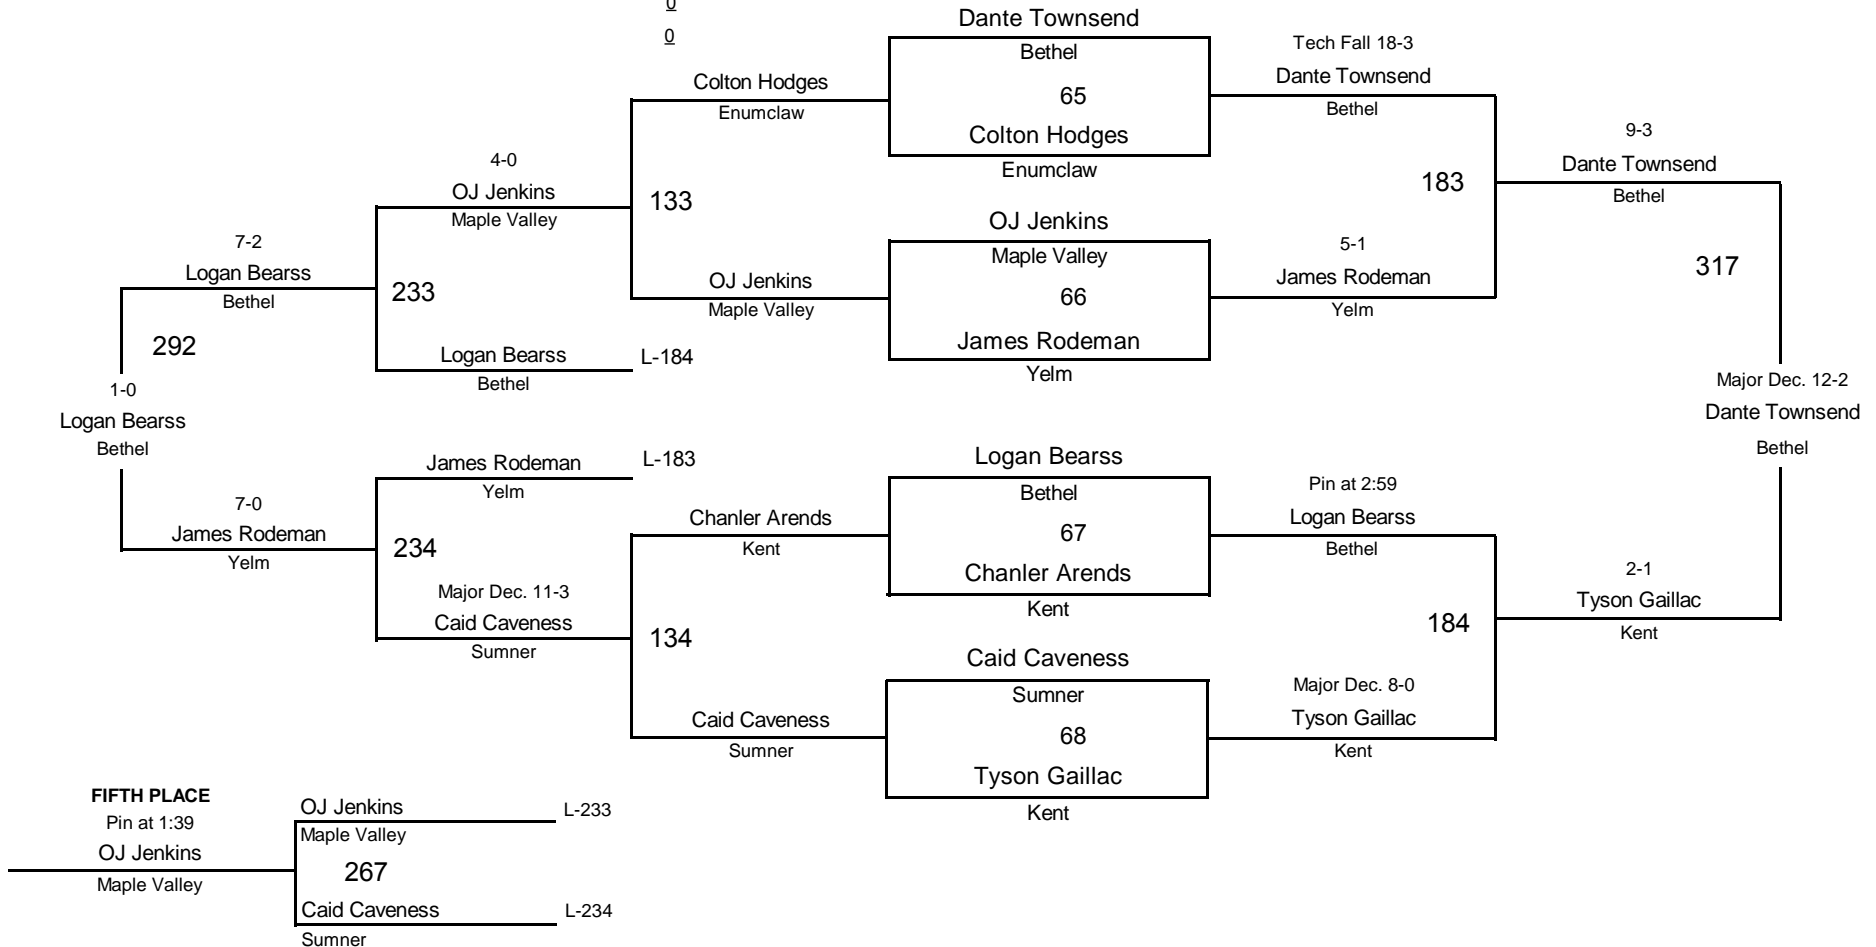 0
0
Dante Townsend
Bethel
65
Colton Hodges
Enumclaw
Tech Fall 18-3
Dante Townsend
Bethel
Colton Hodges
Enumclaw
9-3
Dante Townsend
Bethel
183
4-0
OJ Jenkins
Maple Valley
133
OJ Jenkins
Maple Valley
66
James Rodeman
Yelm
5-1
James Rodeman
Yelm
317
7-2
Logan Bearss
Bethel
233
OJ Jenkins
Maple Valley
292
Logan Bearss
Bethel
L-184
1-0
Logan Bearss
Bethel
Major Dec. 12-2
Dante Townsend
Bethel
James Rodeman
Yelm
L-183
Logan Bearss
Bethel
67
Chanler Arends
Kent
Pin at 2:59
Logan Bearss
Bethel
7-0
James Rodeman
Yelm
234
Chanler Arends
Kent
Major Dec. 11-3
Caid Caveness
Sumner
134
184
2-1
Tyson Gaillac
Kent
Caid Caveness
Sumner
68
Tyson Gaillac
Kent
Major Dec. 8-0
Tyson Gaillac
Kent
Caid Caveness
Sumner
FIFTH PLACE
Pin at 1:39
OJ Jenkins
Maple Valley
OJ Jenkins
Maple Valley
L-233
267
Caid Caveness
Sumner
L-234